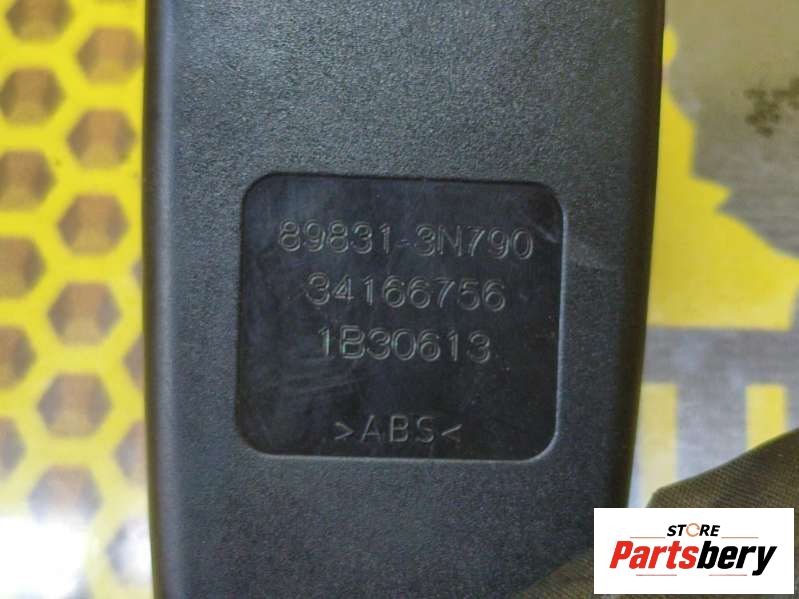 89831-3N790
34166756
1B30613
>ABS<
STORE
Partsbery